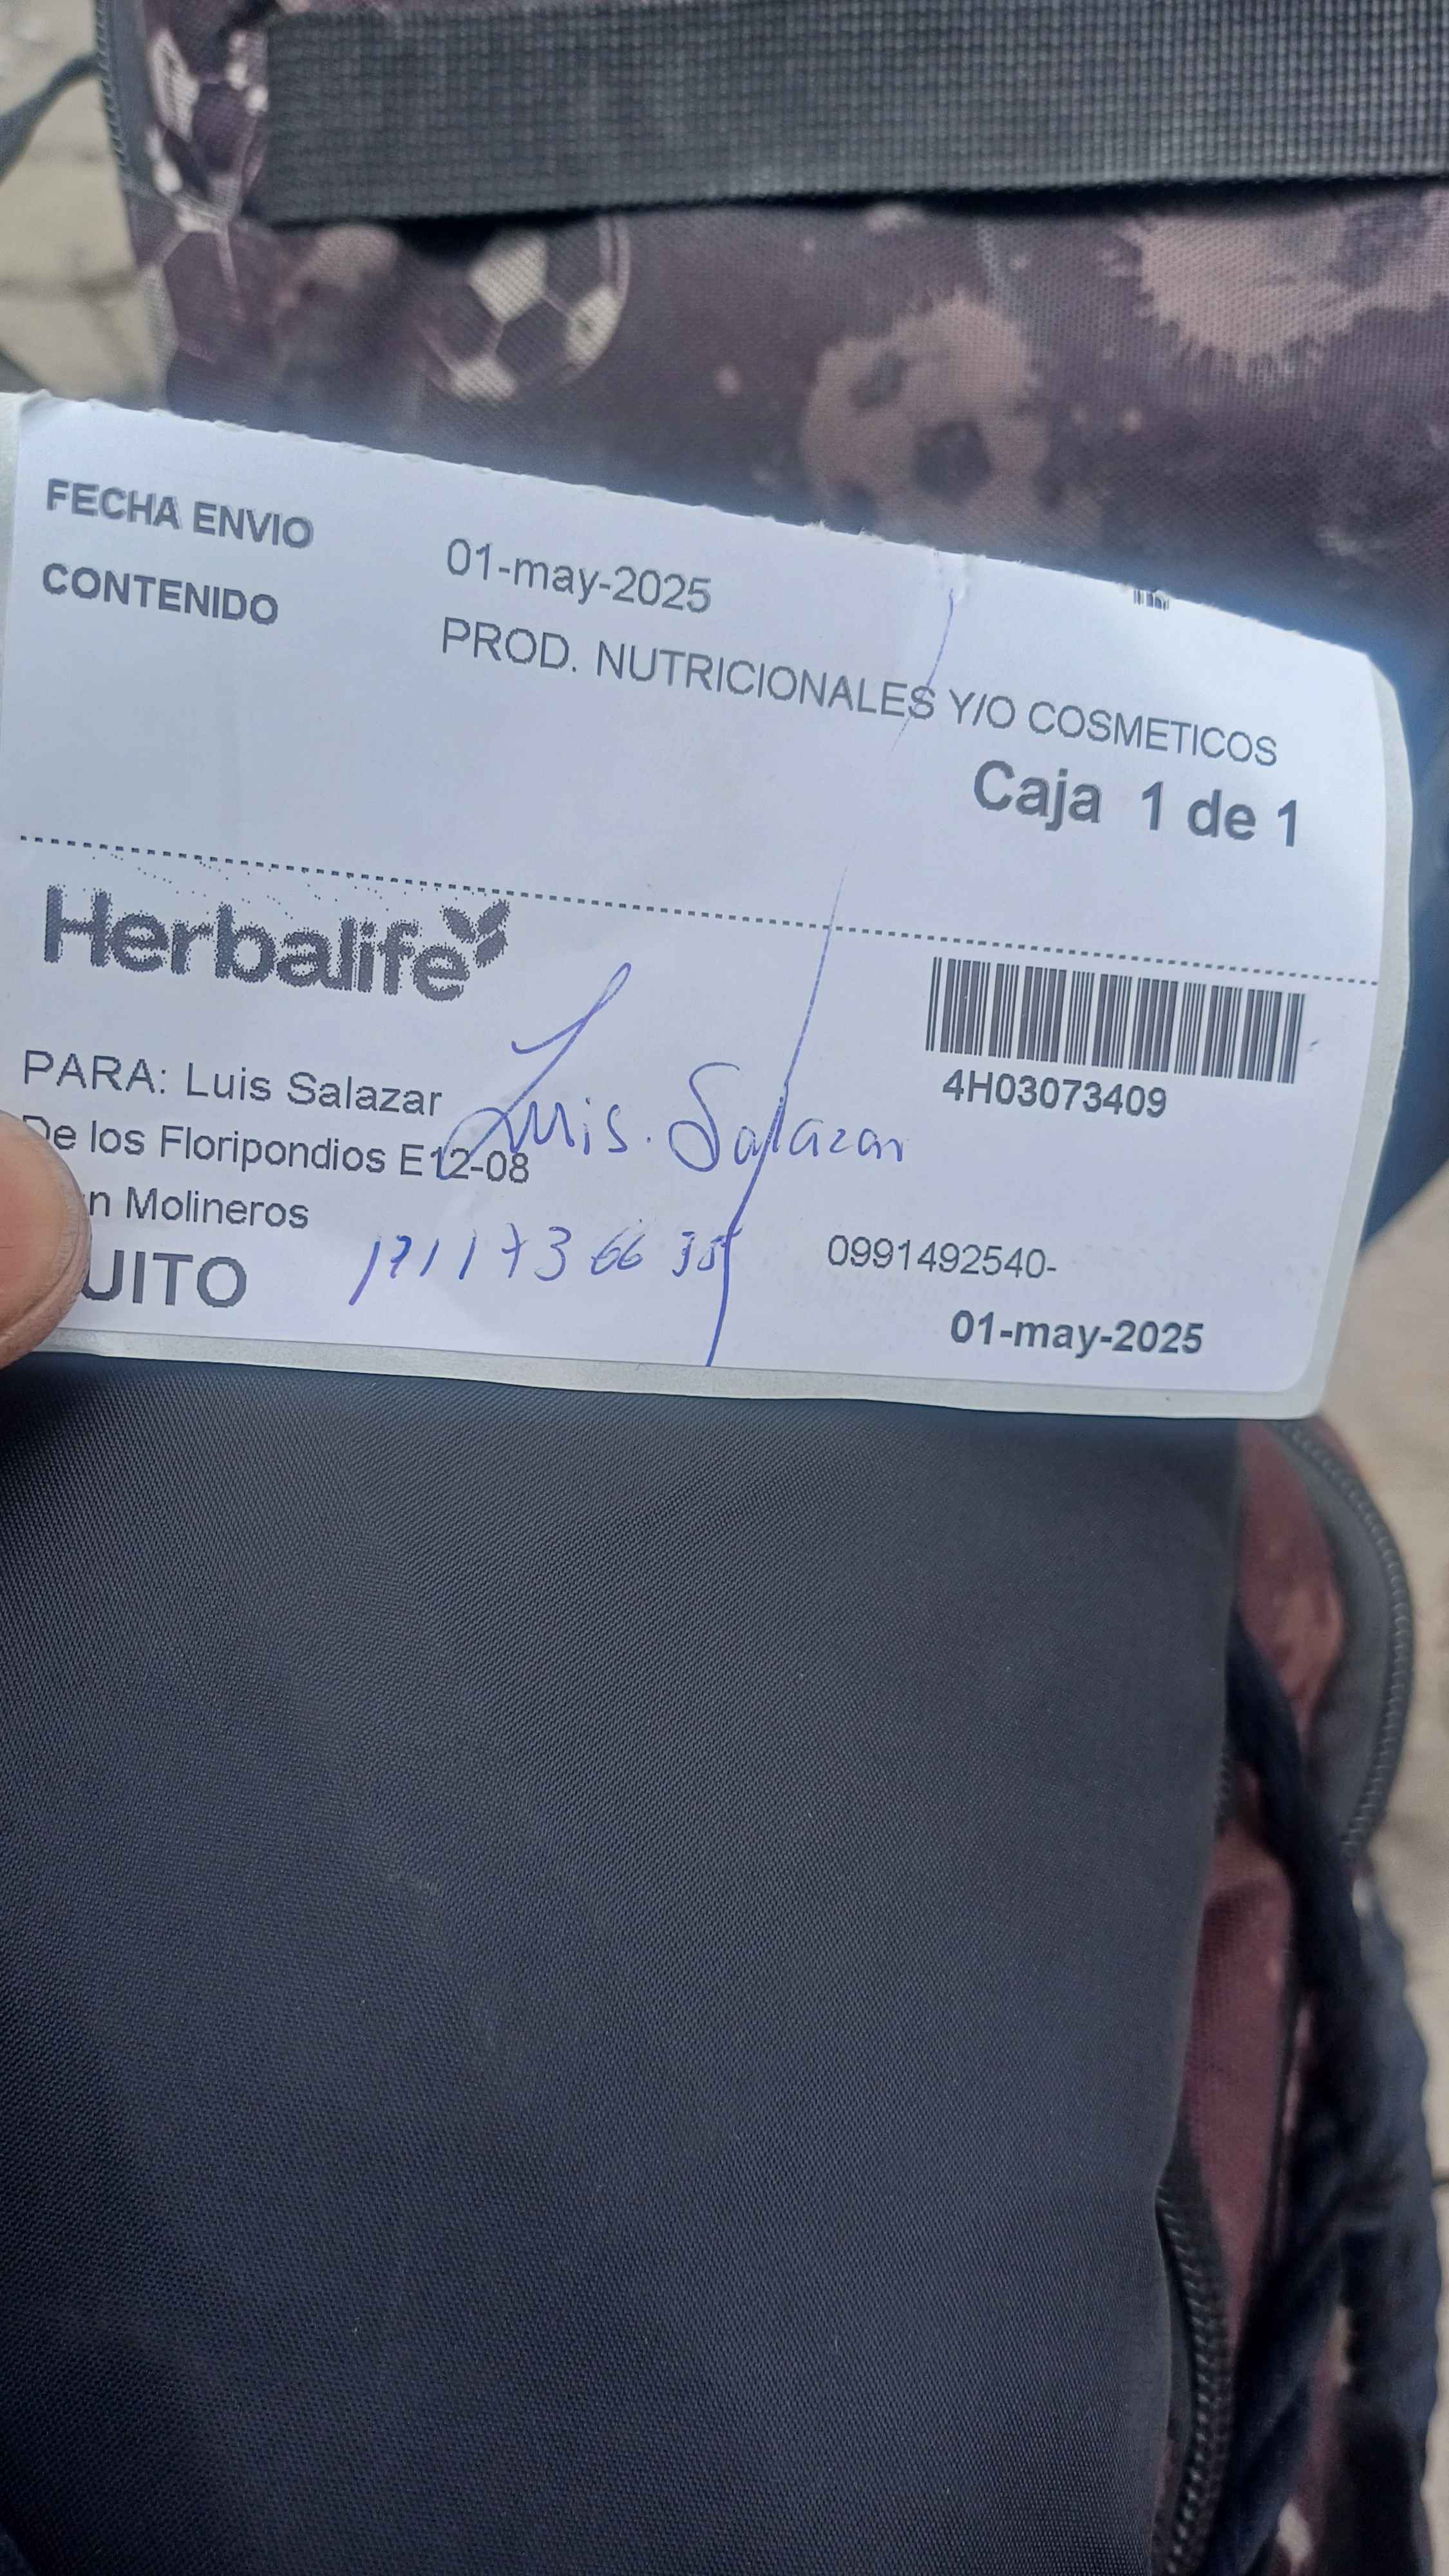 FECHA ENVIO 01-may-2025
CONTENIDO PROD. NUTRICIONALES Y/O COSMETICOS
Caja 1 de 1
Herbalife
4H03073409
PARA: Luis Salazar
Luis. Salazar
De los Floripondios E12-08
n Molineros
UITO
0991492540-
01-may-2025